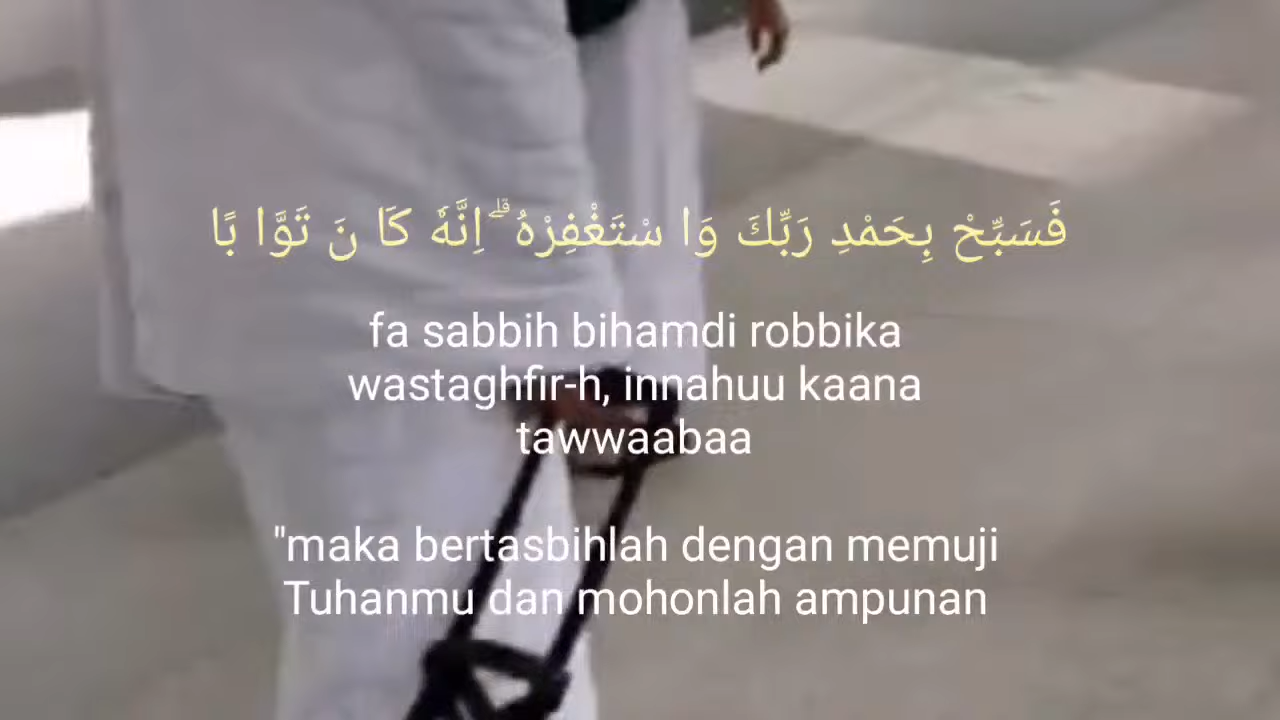 فَسَبِّحْ بِحَمْدِ رَبِّكَ وَا سْتَغْفِرْهُ ۗ اِنَّهٗ كَا نَ تَوَّا بًا
fa sabbih bihamdi robbika
wastaghfir-h, innahuu kaana
tawwaabaa
"maka bertasbihlah dengan memuji
Tuhanmu dan mohonlah ampunan